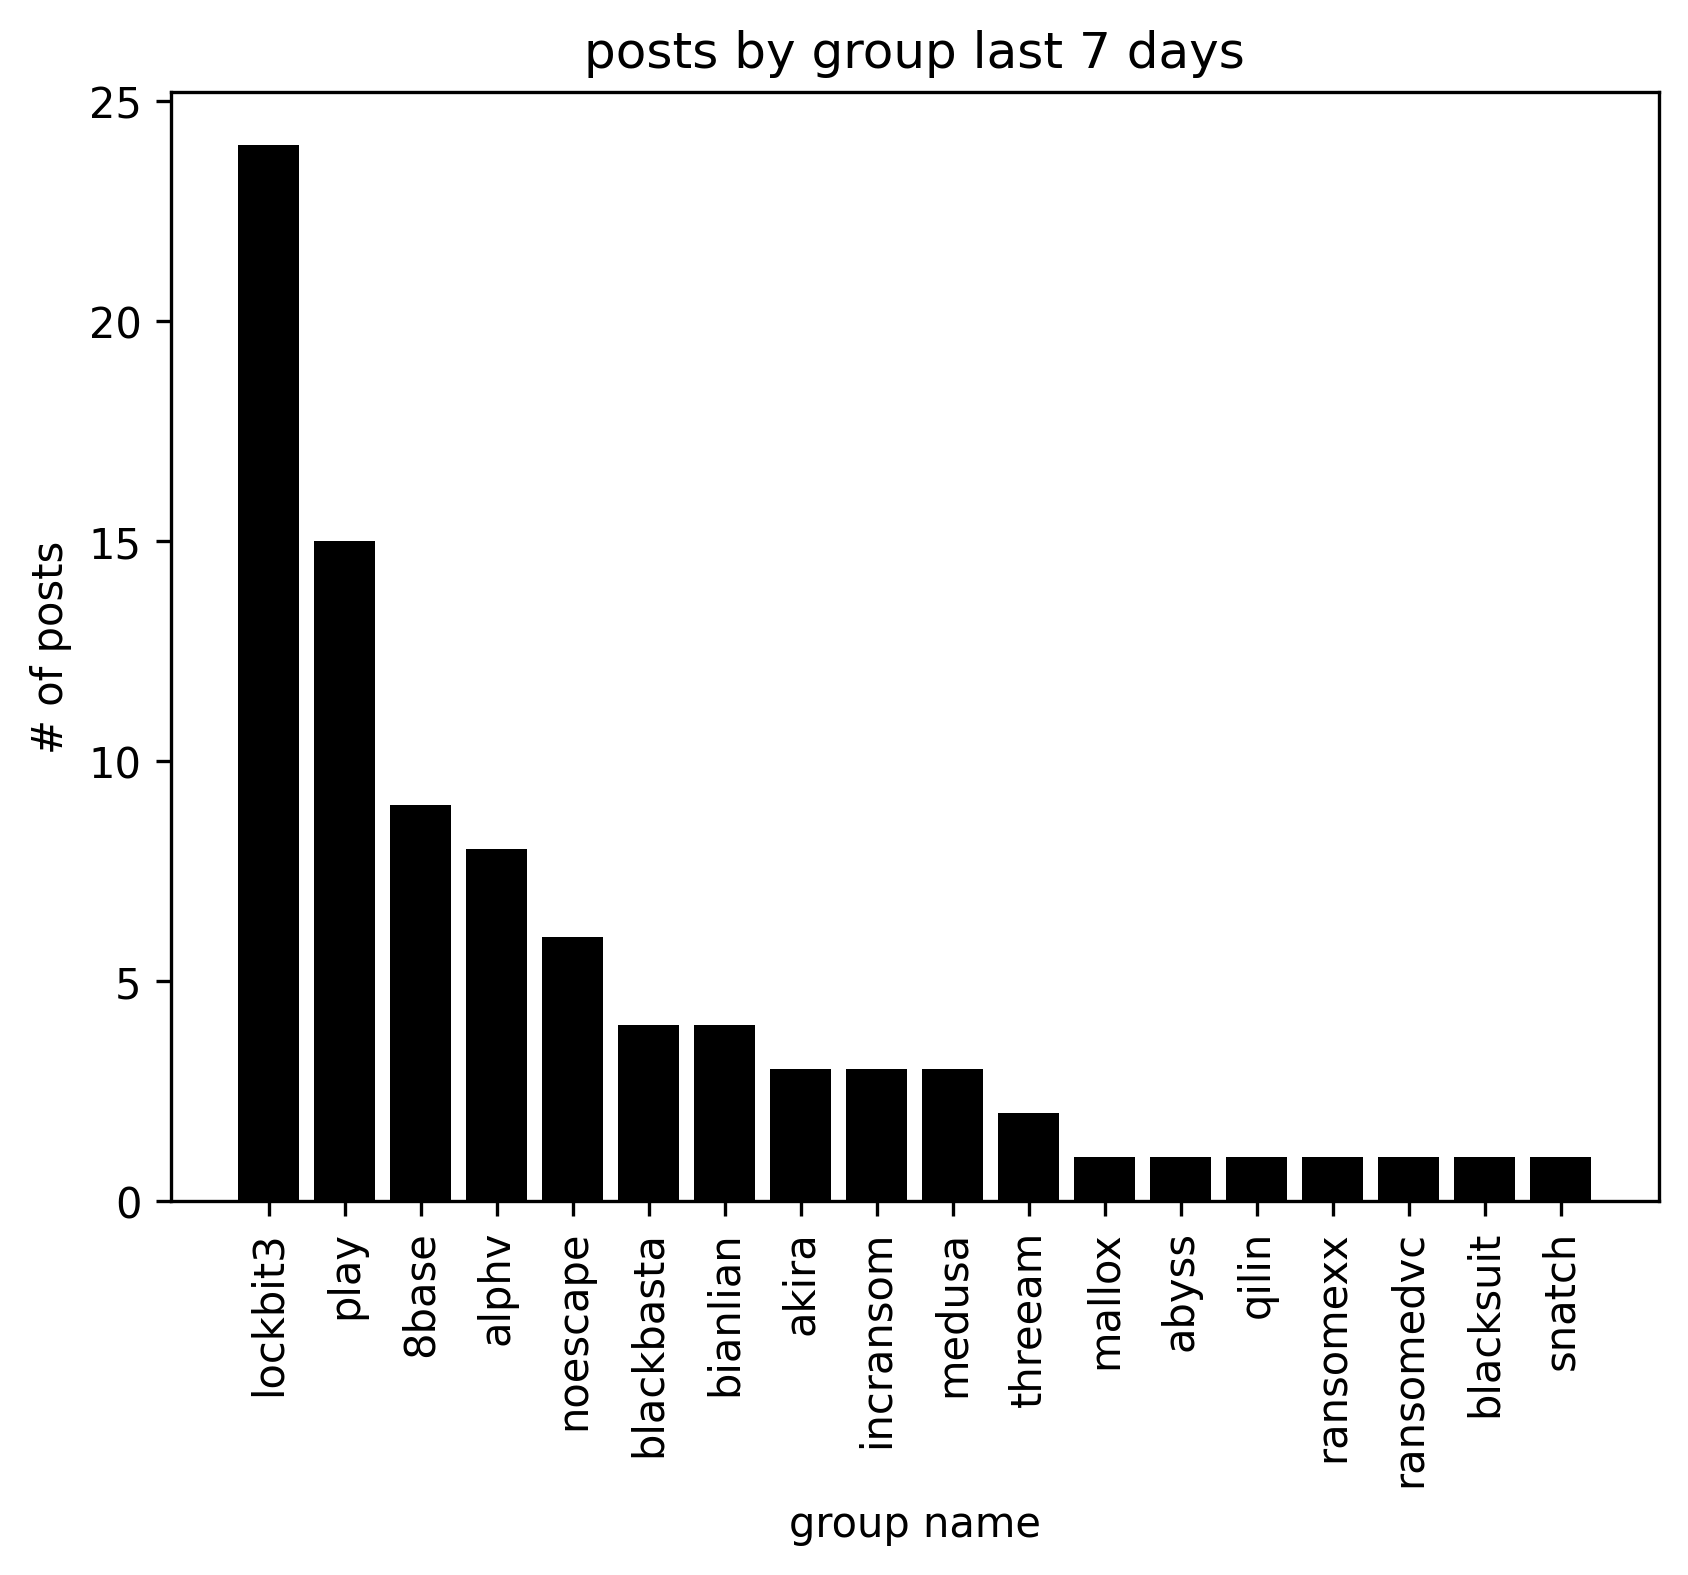 posts by group last 7 days
25
20
15
10
5
0
# of posts
lockbit3
play
8base
alphv
noescape
blackbasta
bianlian
akira
incransom
medusa
threeam
mallox
abyss
qilin
ransomexx
ransomedvc
blacksuit
snatch
group name